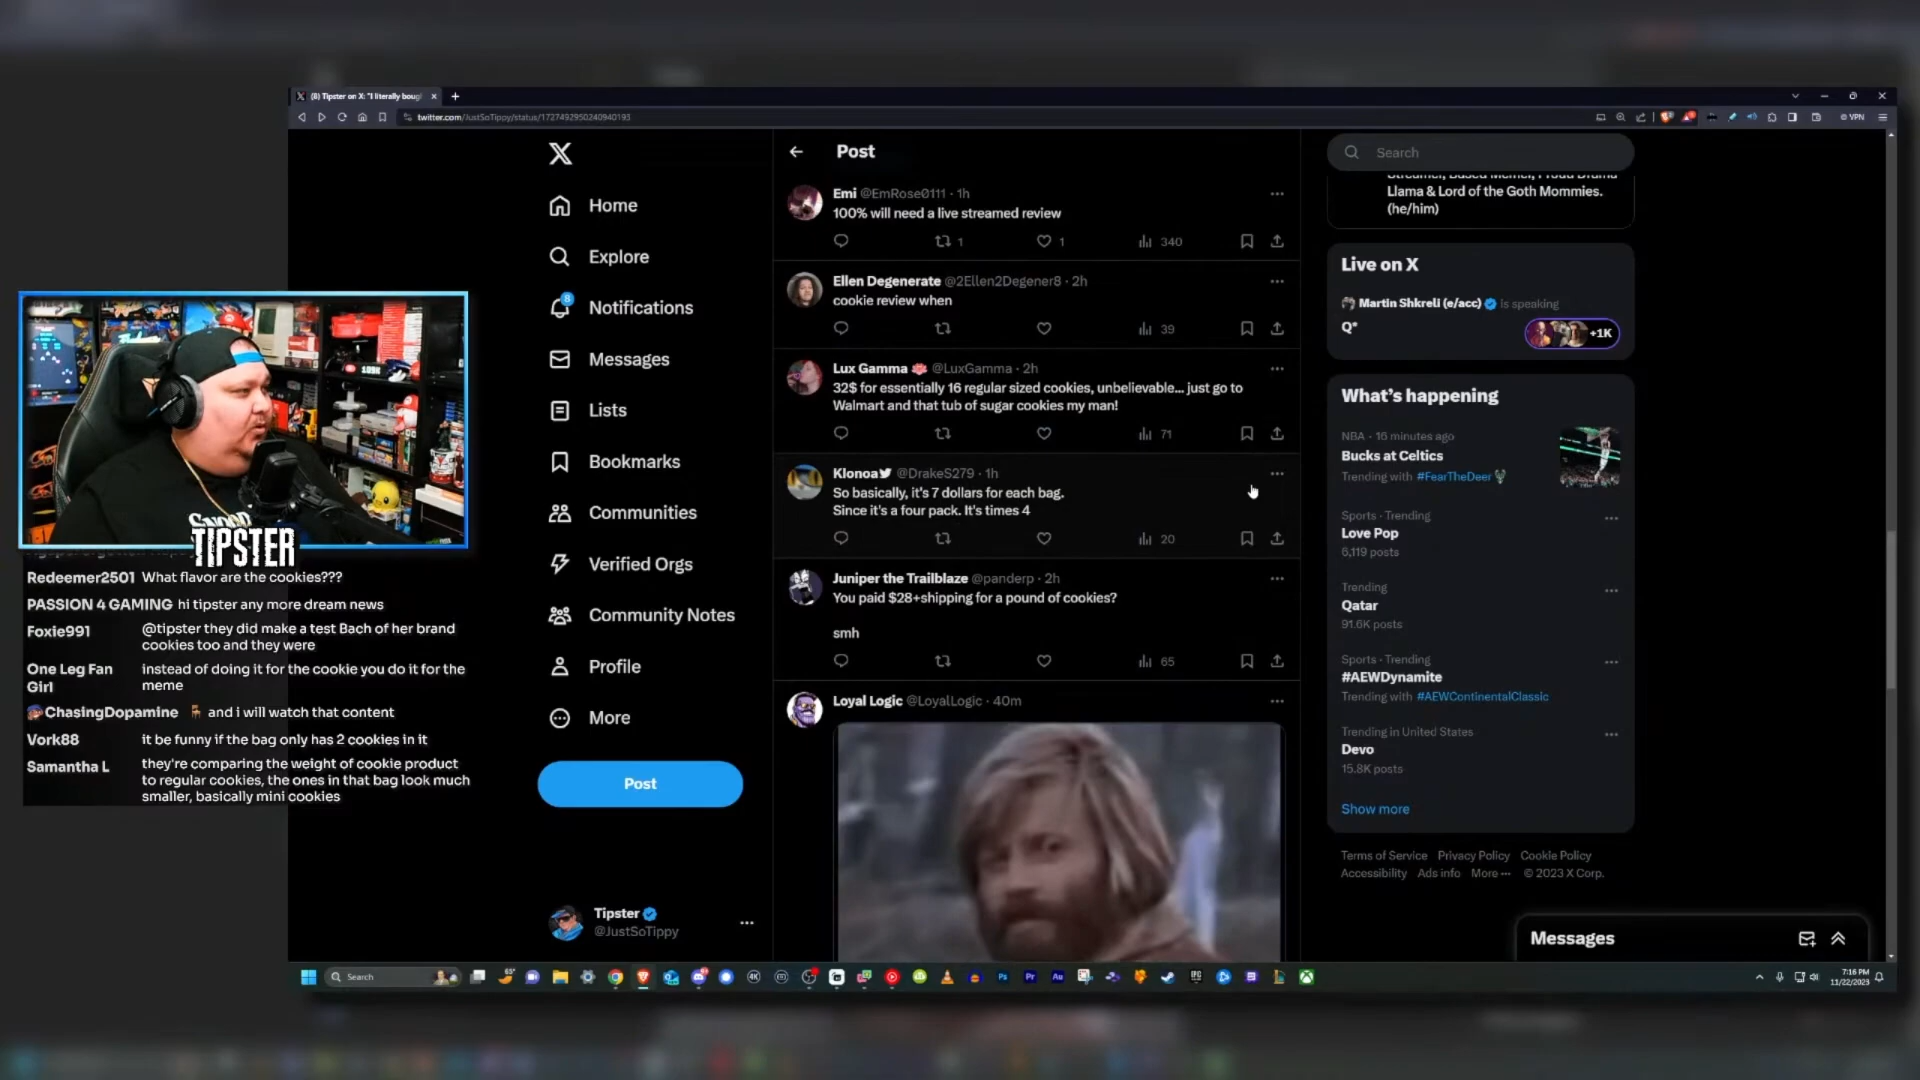 (8) Tipster on X: "I literally boug
twitter.com/JustSoTippy/status/1727492950240940193
VPN
Home
Explore
8
Notifications
Messages
Lists
Bookmarks
Communities
Verified Orgs
Community Notes
Profile
More
Post
Tipster
@JustSoTippy
Post
Emi @EmRose0111 · 1h
100% will need a live streamed review
1
1
340
Ellen Degenerate @2Ellen2Degener8 · 2h
cookie review when
39
Lux Gamma @LuxGamma · 2h
32$ for essentially 16 regular sized cookies, unbelievable... just go to
Walmart and that tub of sugar cookies my man!
71
Klonoa @DrakeS279 · 1h
So basically, it's 7 dollars for each bag.
Since it's a four pack. It's times 4
20
Juniper the Trailblaze @panderp · 2h
You paid $28+shipping for a pound of cookies?
smh
65
Loyal Logic @LoyalLogic · 40m
Search
Streamer, Based Memer, Proud Drama
Llama & Lord of the Goth Mommies.
(he/him)
Live on X
Martin Shkreli (e/acc) is speaking
Q*
+1K
What's happening
NBA · 16 minutes ago
Bucks at Celtics
Trending with #FearTheDeer
Sports · Trending
Love Pop
6,119 posts
Trending
Qatar
91.6K posts
Sports · Trending
#AEWDynamite
Trending with #AEWContinentalClassic
Trending in United States
Devo
15.8K posts
Show more
Terms of Service Privacy Policy Cookie Policy
Accessibility Ads info More ··· © 2023 X Corp.
Messages
TIPSTER
Redeemer2501 What flavor are the cookies???
PASSION 4 GAMING hi tipster any more dream news
Foxie991 @tipster they did make a test Bach of her brand
cookies too and they were
One Leg Fan Girl instead of doing it for the cookie you do it for the
meme
ChasingDopamine and i will watch that content
Vork88 it be funny if the bag only has 2 cookies in it
Samantha L they're comparing the weight of cookie product
to regular cookies, the ones in that bag look much
smaller, basically mini cookies
Search
65°
7:16 PM
11/22/2023